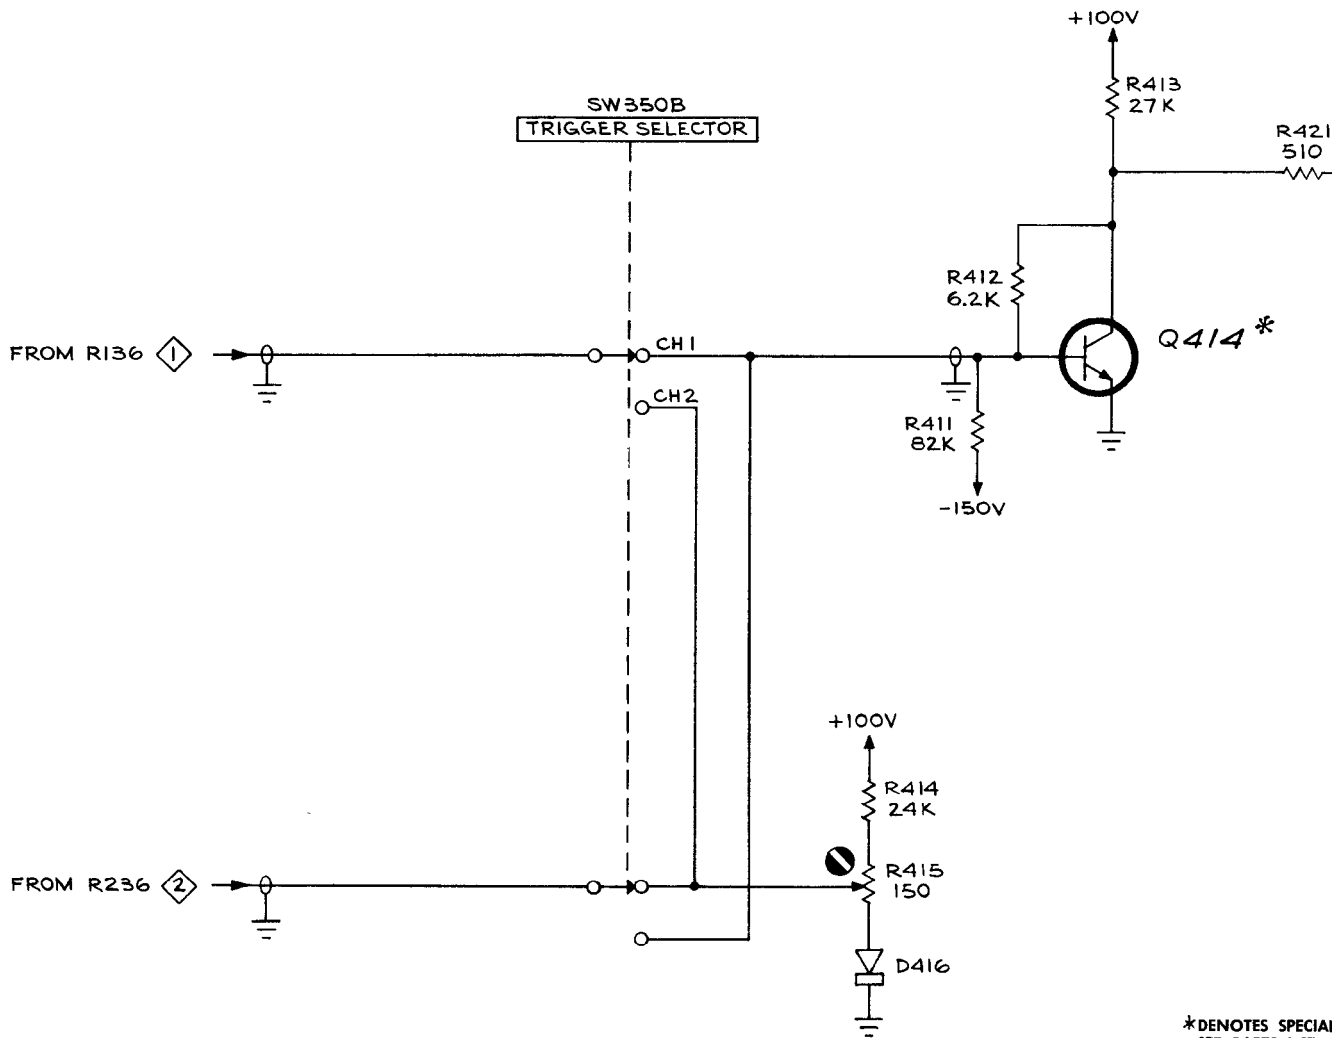 +100V
R413
27K
SW350B
TRIGGER SELECTOR
R421
510
R412
6.2K
FROM R136 1
CH1
Q414*
CH2
R411
82K
-150V
+100V
R414
24K
FROM R236 2
R415
150
D416
*DENOTES SPECIAL